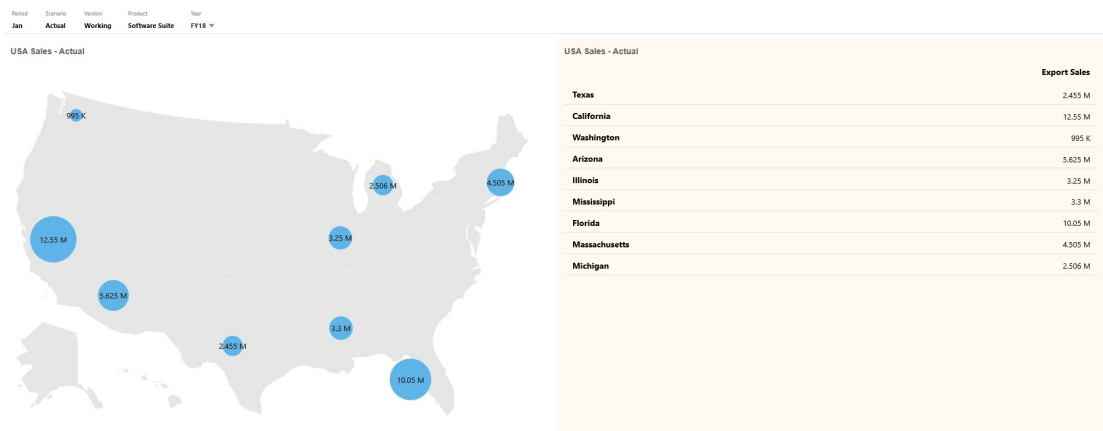 Period Scenario Version Product Year
Jan Actual Working Software Suite FY18
USA Sales - Actual
995 K
2.506 M
4.505 M
12.55 M
3.25 M
5.625 M
3.3 M
2.455 M
10.05 M
USA Sales - Actual
Export Sales
Texas 2.455 M
California 12.55 M
Washington 995 K
Arizona 5.625 M
Illinois 3.25 M
Mississippi 3.3 M
Florida 10.05 M
Massachusetts 4.505 M
Michigan 2.506 M